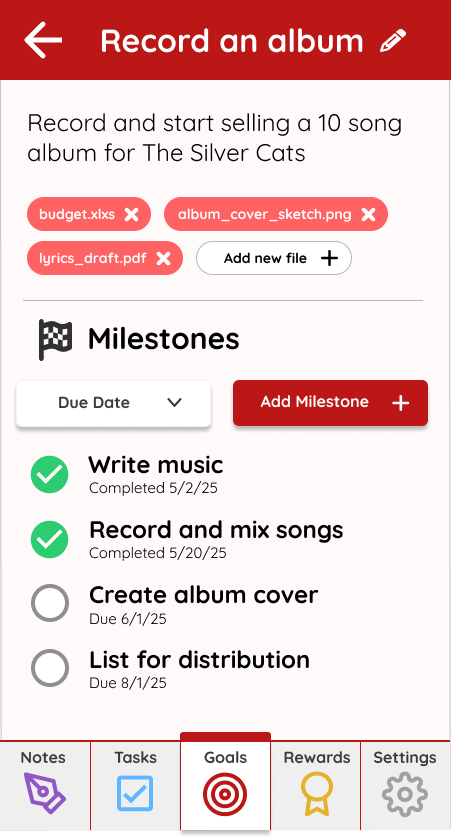 Record an album
Record and start selling a 10 song
album for The Silver Cats
budget.xlxs
album_cover_sketch.png
lyrics_draft.pdf
Add new file
Milestones
Due Date
Add Milestone
Write music
Completed 5/2/25
Record and mix songs
Completed 5/20/25
Create album cover
Due 6/1/25
List for distribution
Due 8/1/25
Notes
Tasks
Goals
Rewards
Settings